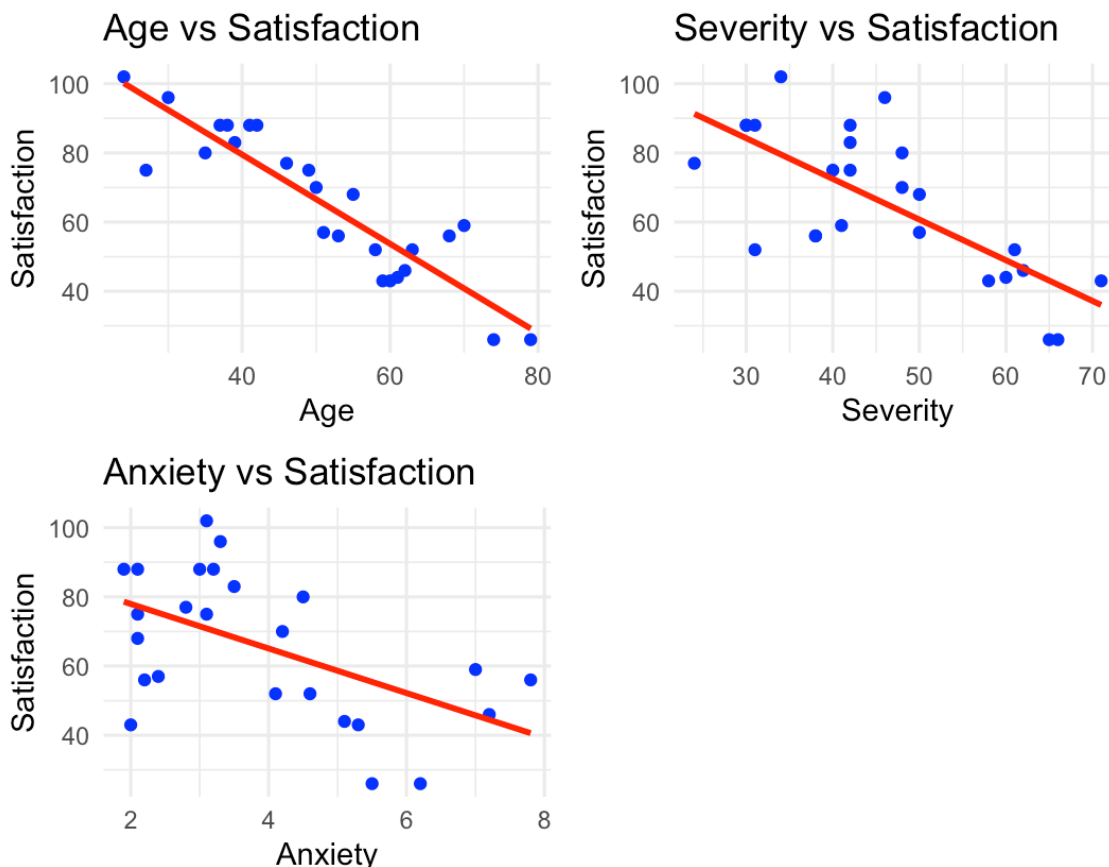 Age vs Satisfaction
Satisfaction
100
80
60
40
40 60 80
Age
Severity vs Satisfaction
Satisfaction
100
80
60
40
30 40 50 60 70
Severity
Anxiety vs Satisfaction
Satisfaction
100
80
60
40
2 4 6 8
Anxiety